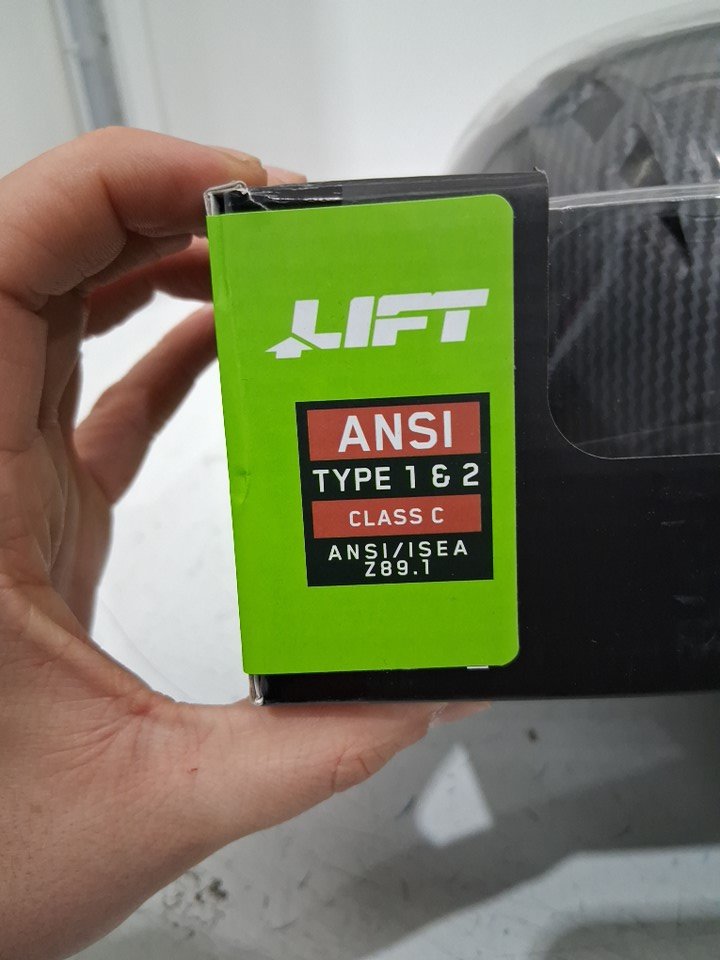 LIFT
ANSI
TYPE 1 & 2
CLASS C
ANSI/ISEA
Z89.1